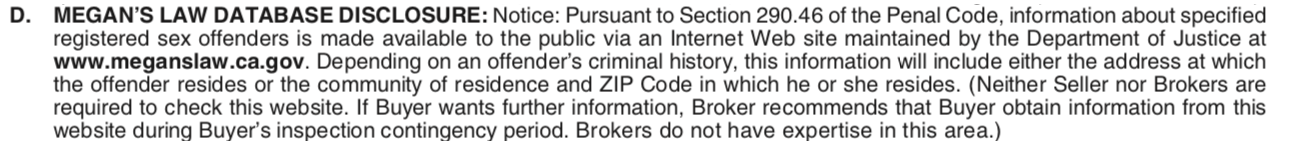 D. MEGAN'S LAW DATABASE DISCLOSURE: Notice: Pursuant to Section 290.46 of the Penal Code, information about specified
registered sex offenders is made available to the public via an Internet Web site maintained by the Department of Justice at
www.meganslaw.ca.gov. Depending on an offender's criminal history, this information will include either the address at which
the offender resides or the community of residence and ZIP Code in which he or she resides. (Neither Seller nor Brokers are
required to check this website. If Buyer wants further information, Broker recommends that Buyer obtain information from this
website during Buyer's inspection contingency period. Brokers do not have expertise in this area.)